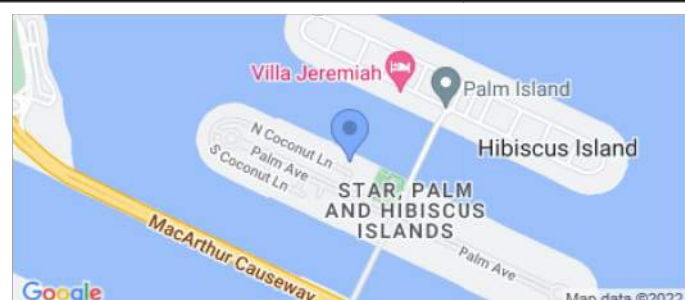 Villa Jeremiah
Palm Island
Hibiscus Island
N Coconut Ln
Palm Ave
S Coconut Ln
STAR, PALM
AND HIBISCUS
ISLANDS
MacArthur Causeway
Palm Ave
Google
Map data ©2022